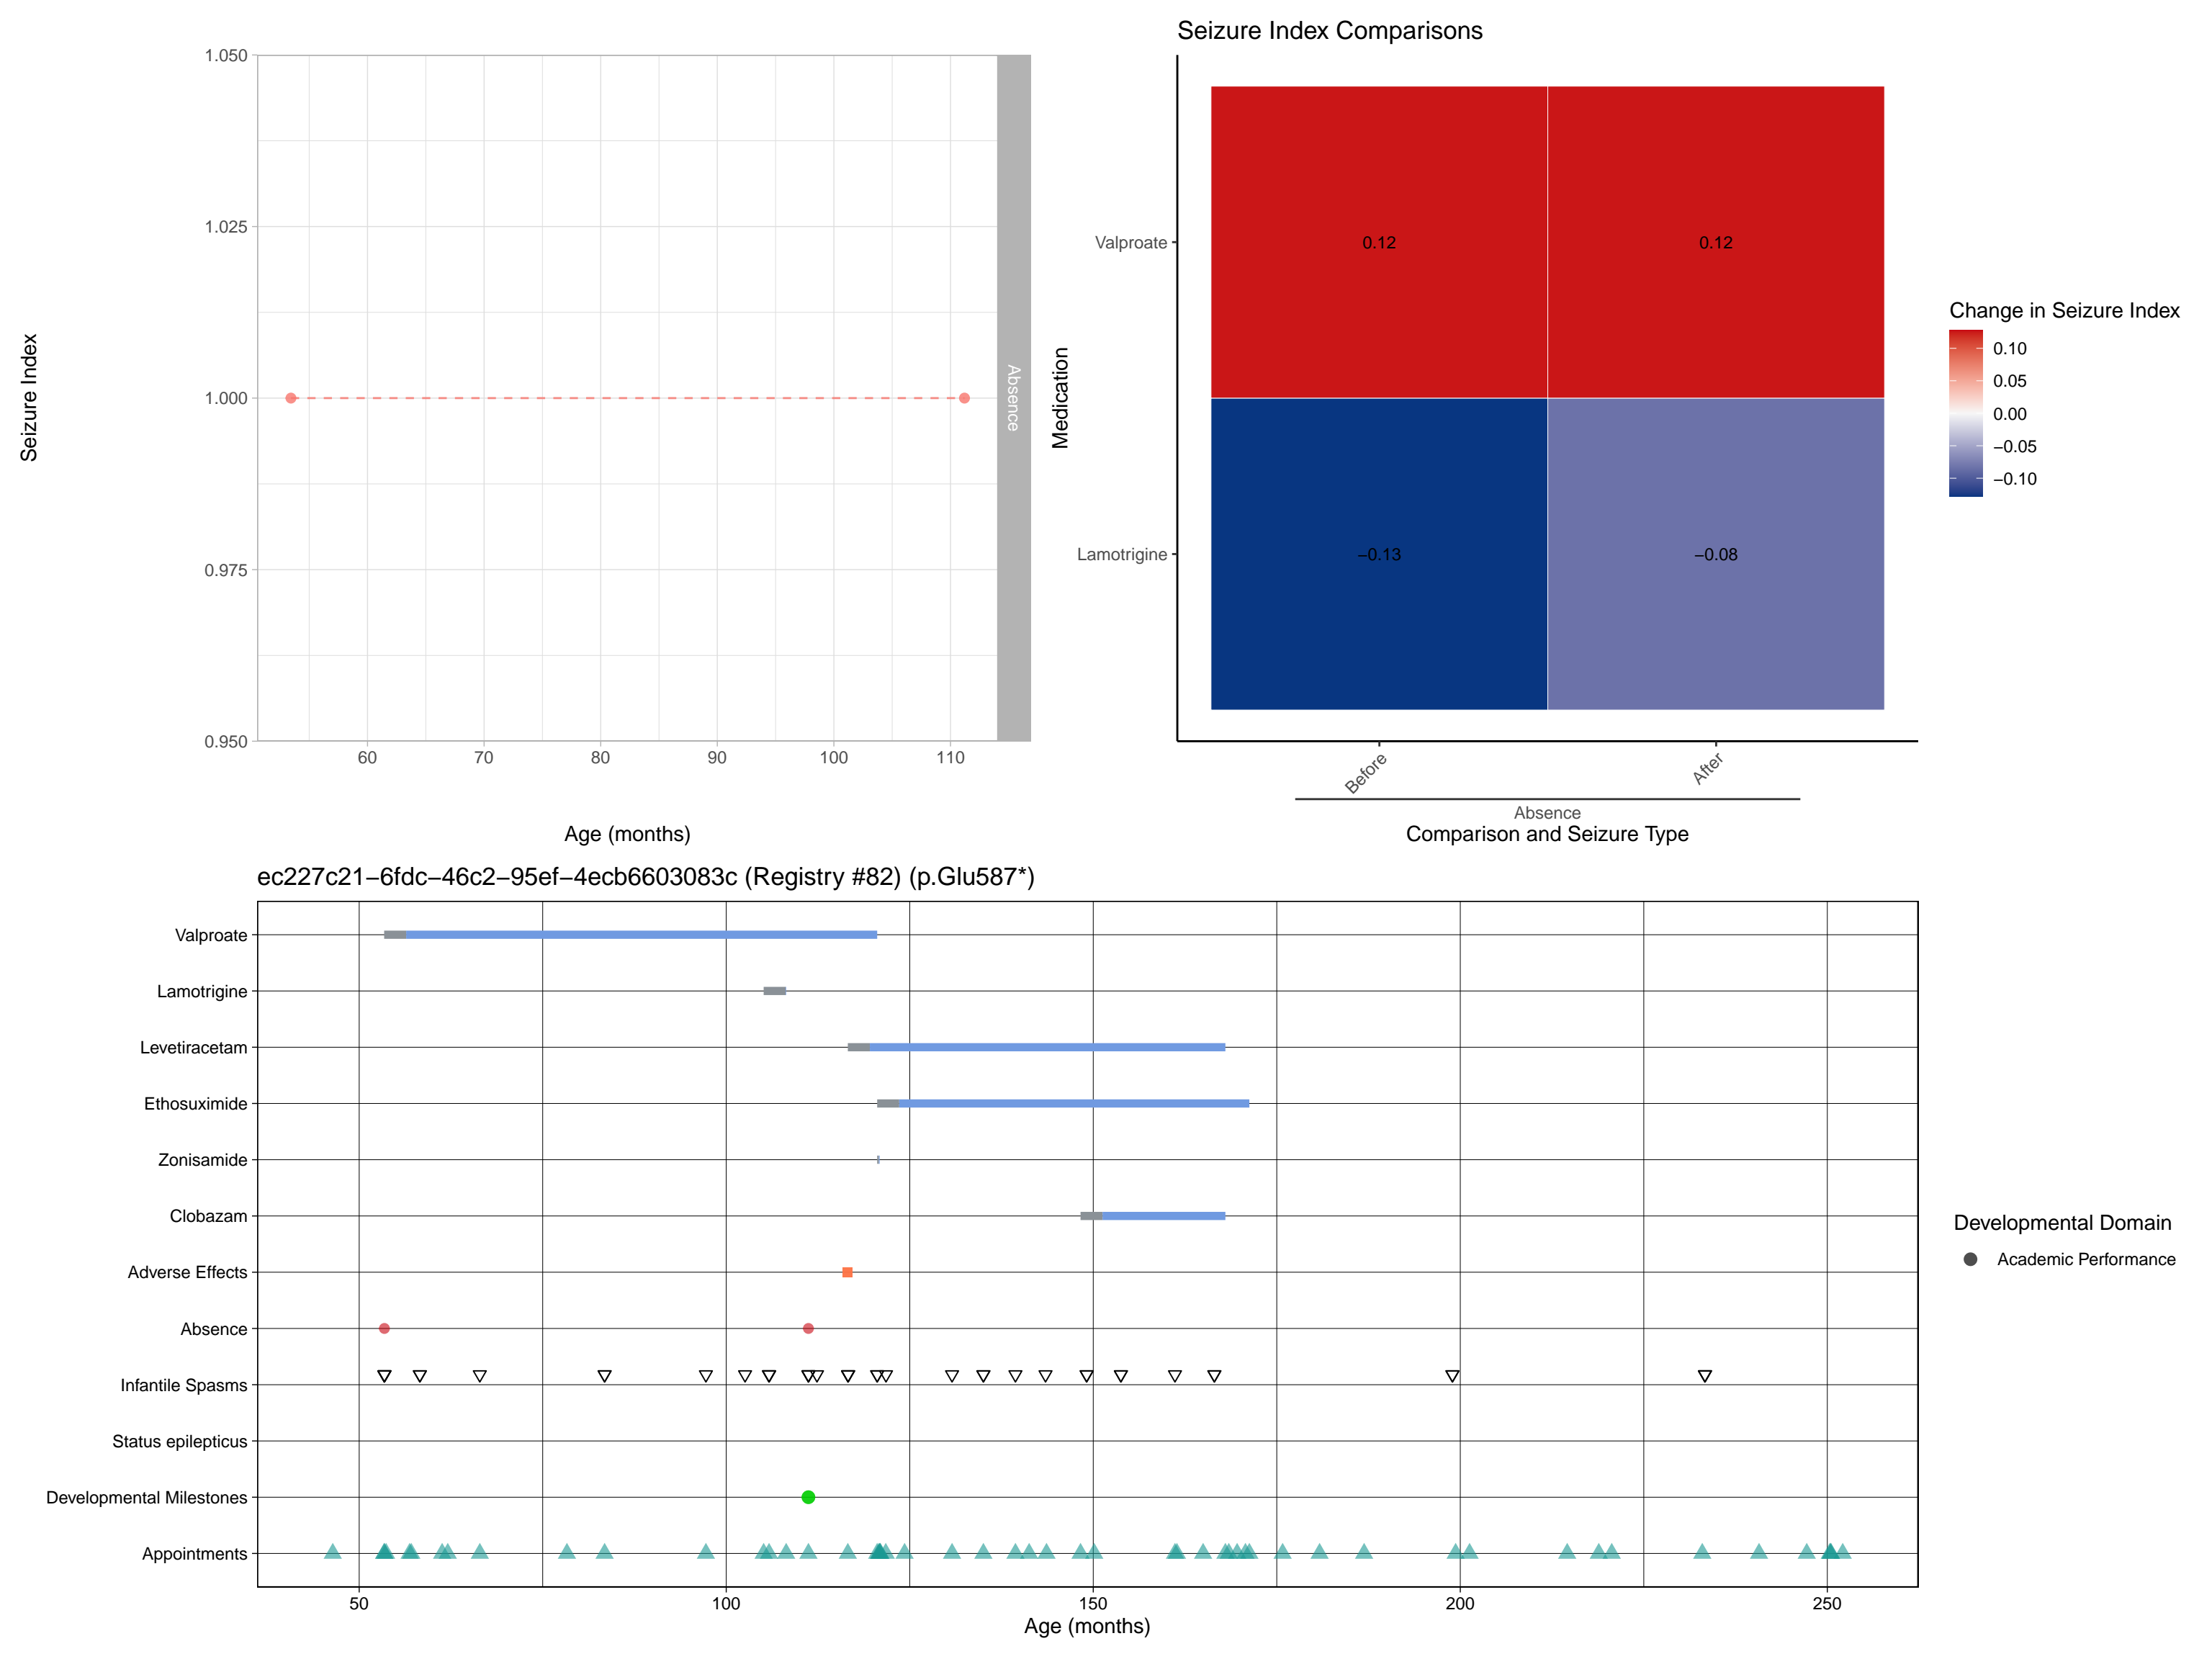 1.050
1.025
1.000
0.975
0.950
Seizure Index
60 70 80 90 100 110
Age (months)
Absence
Seizure Index Comparisons
Medication
Valproate
Lamotrigine
0.12 0.12
−0.13 −0.08
Before After
Absence
Comparison and Seizure Type
Change in Seizure Index
0.10
0.05
0.00
−0.05
−0.10
ec227c21−6fdc−46c2−95ef−4ecb6603083c (Registry #82) (p.Glu587*)
Valproate
Lamotrigine
Levetiracetam
Ethosuximide
Zonisamide
Clobazam
Adverse Effects
Absence
Infantile Spasms
Status epilepticus
Developmental Milestones
Appointments
50 100 150 200 250
Age (months)
Developmental Domain
Academic Performance